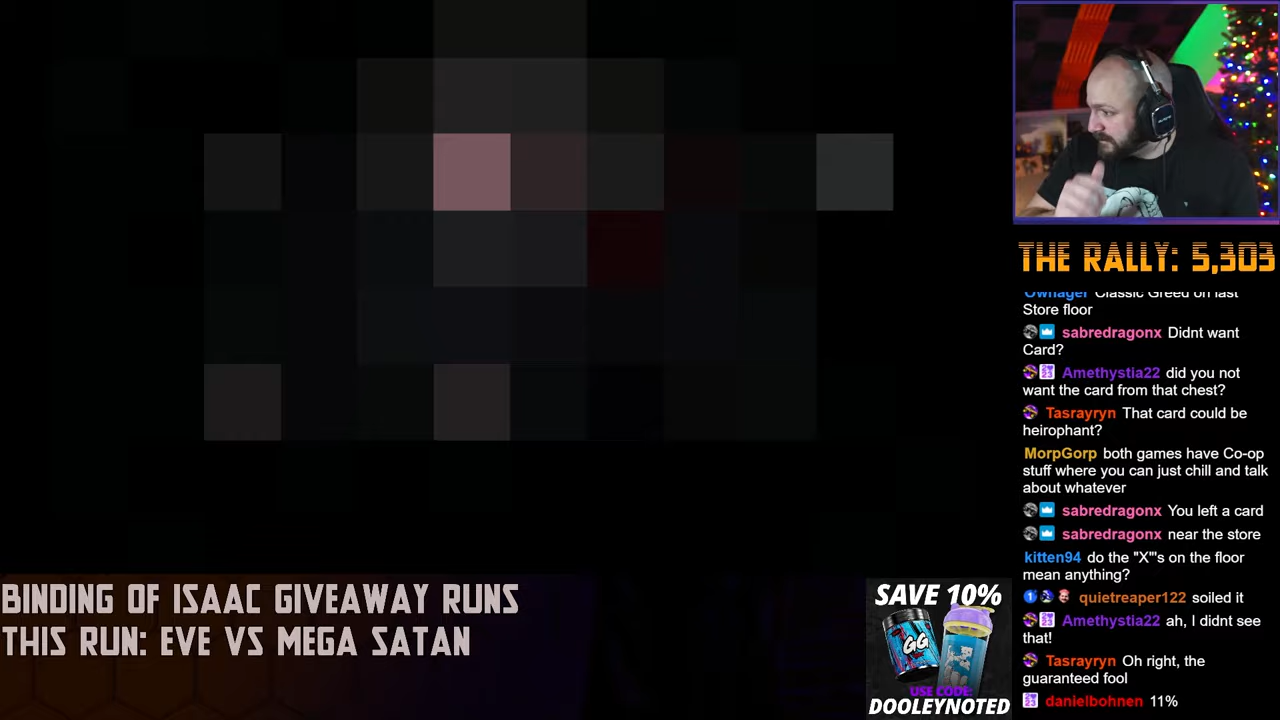 THE RALLY: 5,303
Ownager Classic Greed on last
Store floor
sabredragonx Didnt want
Card?
Amethystia22 did you not
want the card from that chest?
Tasrayryn That card could be
heirophant?
MorpGorp both games have Co-op
stuff where you can just chill and talk
about whatever
sabredragonx You left a card
sabredragonx near the store
kitten94 do the "X"'s on the floor
mean anything?
quietreaper122 soiled it
Amethystia22 ah, I didnt see
that!
Tasrayryn Oh right, the
guaranteed fool
danielbohnen 11%
BINDING OF ISAAC GIVEAWAY RUNS
THIS RUN: EVE VS MEGA SATAN
SAVE 10%
GG
USE CODE:
DOOLEYNOTED